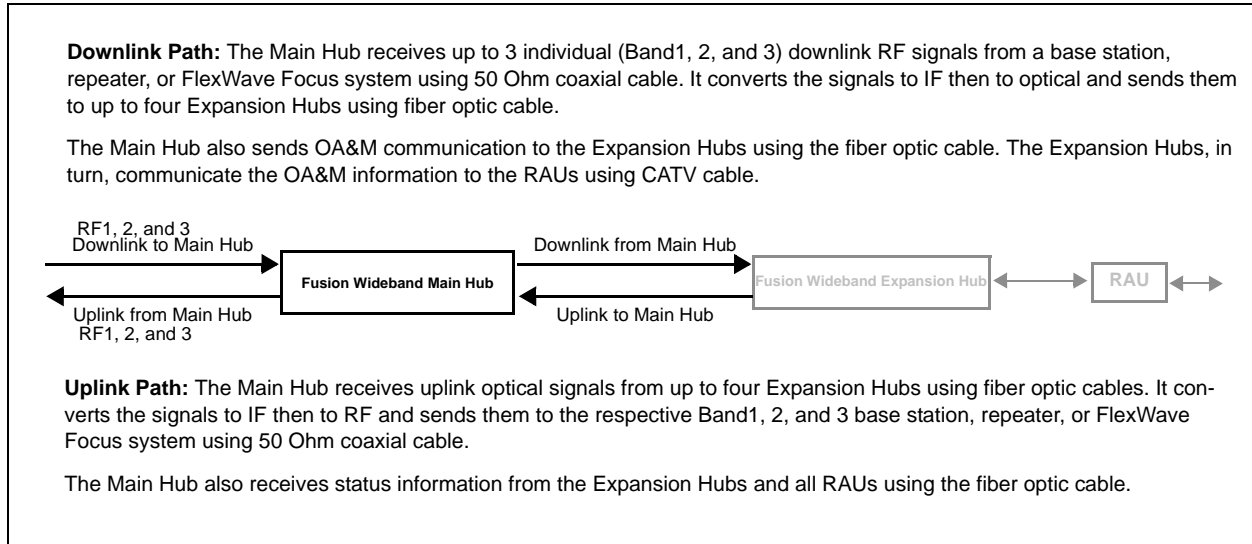 Downlink Path: The Main Hub receives up to 3 individual (Band1, 2, and 3) downlink RF signals from a base station,
repeater, or FlexWave Focus system using 50 Ohm coaxial cable. It converts the signals to IF then to optical and sends them
to up to four Expansion Hubs using fiber optic cable.
The Main Hub also sends OA&M communication to the Expansion Hubs using the fiber optic cable. The Expansion Hubs, in
turn, communicate the OA&M information to the RAUs using CATV cable.
RF1, 2, and 3
Downlink to Main Hub
Downlink from Main Hub
Fusion Wideband Main Hub
Fusion Wideband Expansion Hub
RAU
Uplink from Main Hub
RF1, 2, and 3
Uplink to Main Hub
Uplink Path: The Main Hub receives uplink optical signals from up to four Expansion Hubs using fiber optic cables. It con-
verts the signals to IF then to RF and sends them to the respective Band1, 2, and 3 base station, repeater, or FlexWave
Focus system using 50 Ohm coaxial cable.
The Main Hub also receives status information from the Expansion Hubs and all RAUs using the fiber optic cable.